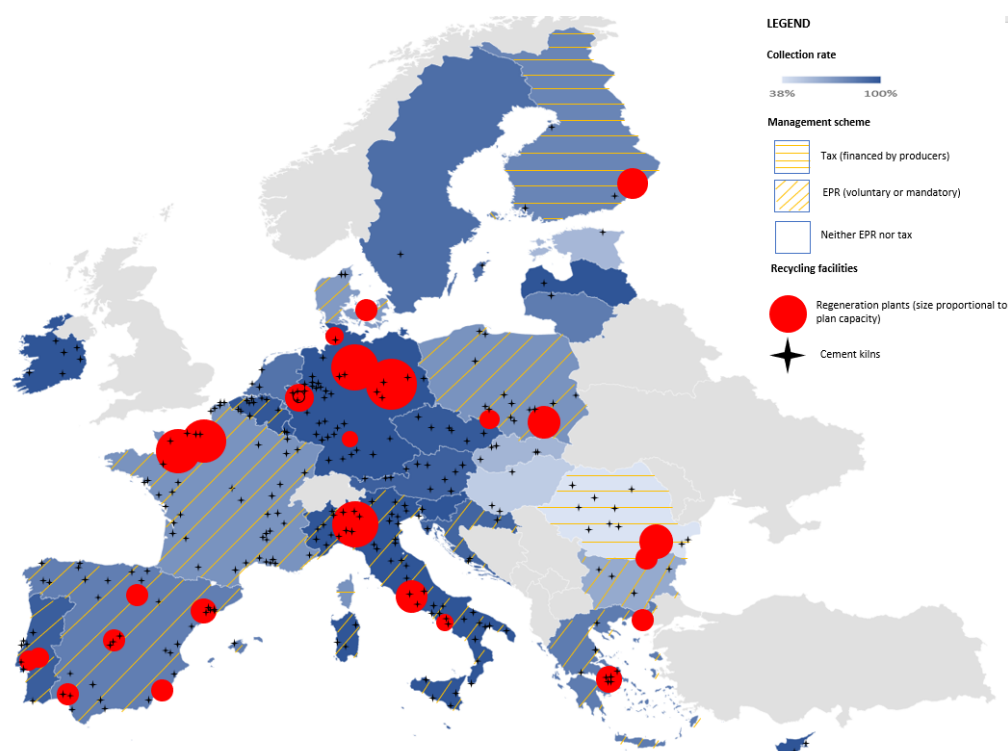 LEGEND
Collection rate
38% 100%
Management scheme
Tax (financed by producers)
EPR (voluntary or mandatory)
Neither EPR nor tax
Recycling facilities
Regeneration plants (size proportional to
plan capacity)
Cement kilns